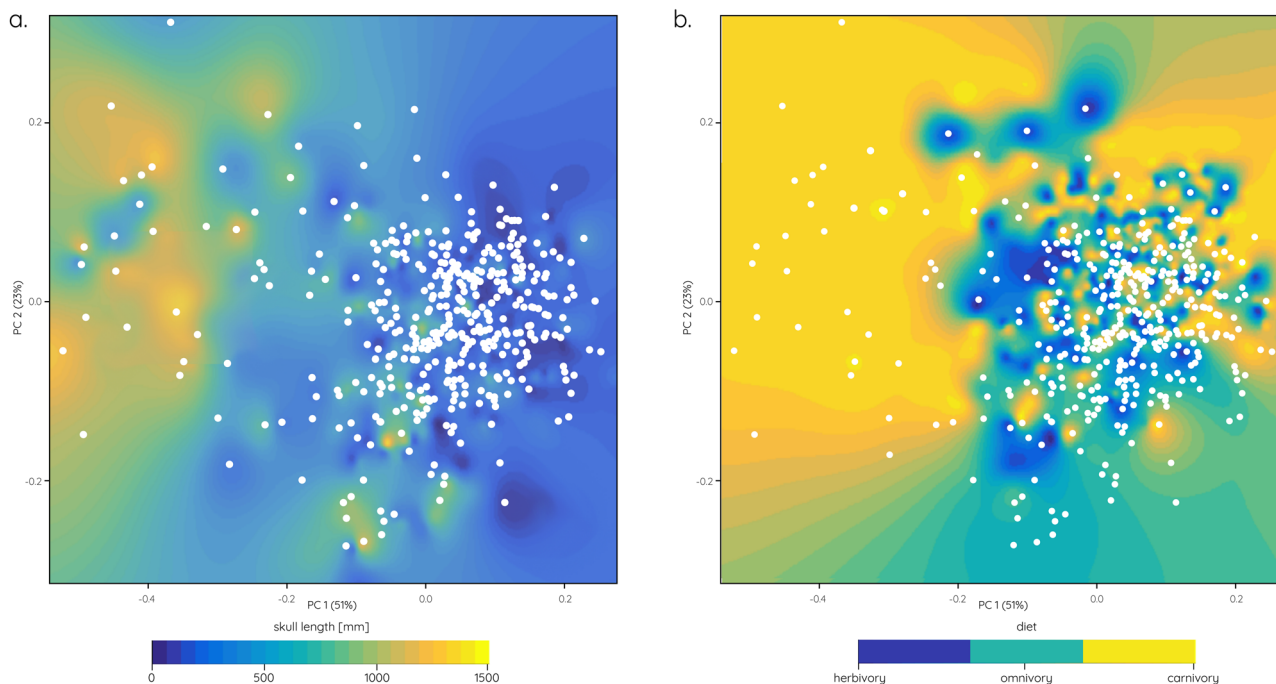 a.
0.2
0.0
-0.2
PC 2 (23%)
-0.4
-0.2
0.0
0.2
PC 1 (51%)
skull length [mm]
0
500
1000
1500
b.
0.2
0.0
-0.2
PC 2 (23%)
-0.4
-0.2
0.0
0.2
PC 1 (51%)
diet
herbivory
omnivory
carnivory